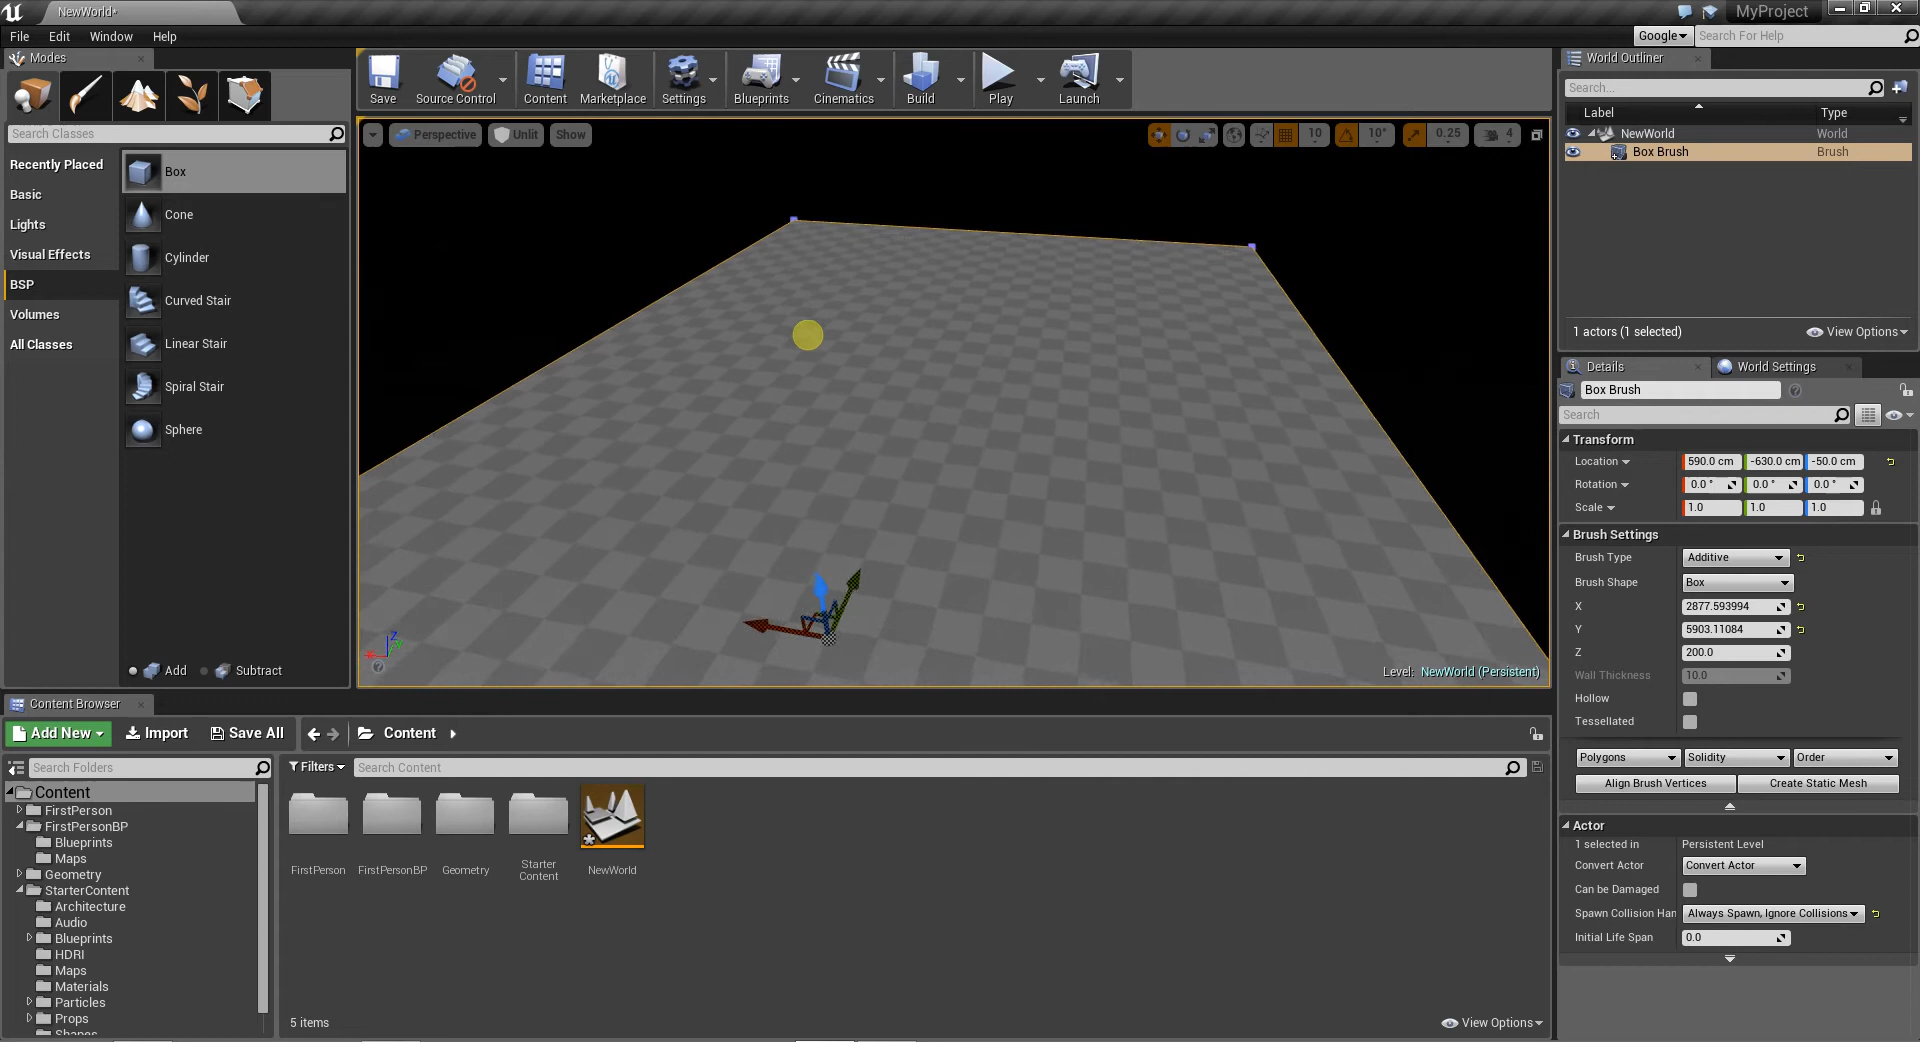 NewWorld*
MyProject
File Edit Window Help
Google Search For Help
Modes
Search Classes
Recently Placed
Basic
Lights
Visual Effects
BSP
Volumes
All Classes
Box
Cone
Cylinder
Curved Stair
Linear Stair
Spiral Stair
Sphere
Add Subtract
Save Source Control Content Marketplace Settings Blueprints Cinematics Build Play Launch
Perspective Unlit Show 10 10° 0.25 4
Z
Level: NewWorld (Persistent)
World Outliner
Search...
Label Type
NewWorld World
Box Brush Brush
1 actors (1 selected) View Options
Details World Settings
Box Brush
Search
Transform
Location 590.0 cm -630.0 cm -50.0 cm
Rotation 0.0 ° 0.0 ° 0.0 °
Scale 1.0 1.0 1.0
Brush Settings
Brush Type Additive
Brush Shape Box
X 2877.593994
Y 5903.11084
Z 200.0
Wall Thickness 10.0
Hollow
Tessellated
Polygons Solidity Order
Align Brush Vertices Create Static Mesh
Actor
1 selected in Persistent Level
Convert Actor Convert Actor
Can be Damaged
Spawn Collision Han Always Spawn, Ignore Collisions
Initial Life Span 0.0
Content Browser
Add New Import Save All Content
Search Folders
Filters Search Content
Content
FirstPerson
FirstPersonBP
Blueprints
Maps
Geometry
StarterContent
Architecture
Audio
Blueprints
HDRI
Maps
Materials
Particles
Props
Shapes
FirstPerson FirstPersonBP Geometry Starter Content NewWorld
5 items View Options